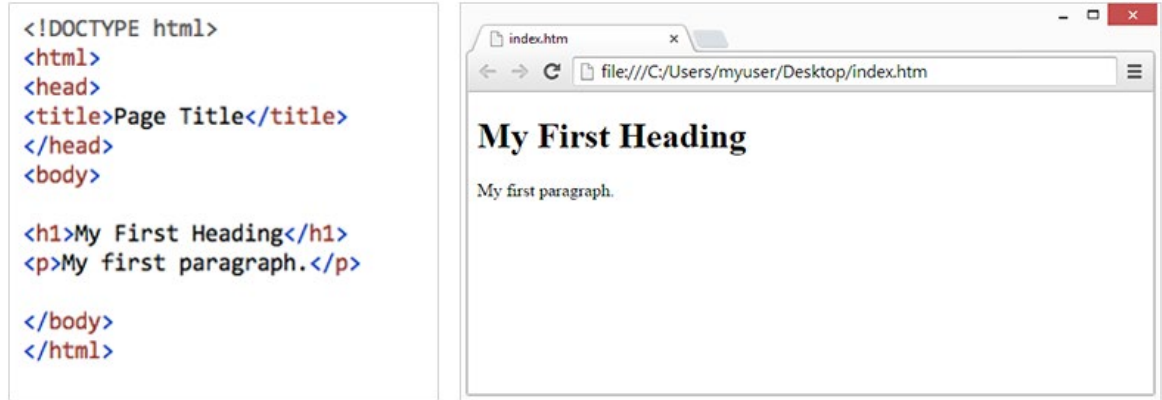 <!DOCTYPE html>
<html>
<head>
<title>Page Title</title>
</head>
<body>
<h1>My First Heading</h1>
<p>My first paragraph.</p>
</body>
</html>
index.htm
file:///C:/Users/myuser/Desktop/index.htm
My First Heading
My first paragraph.